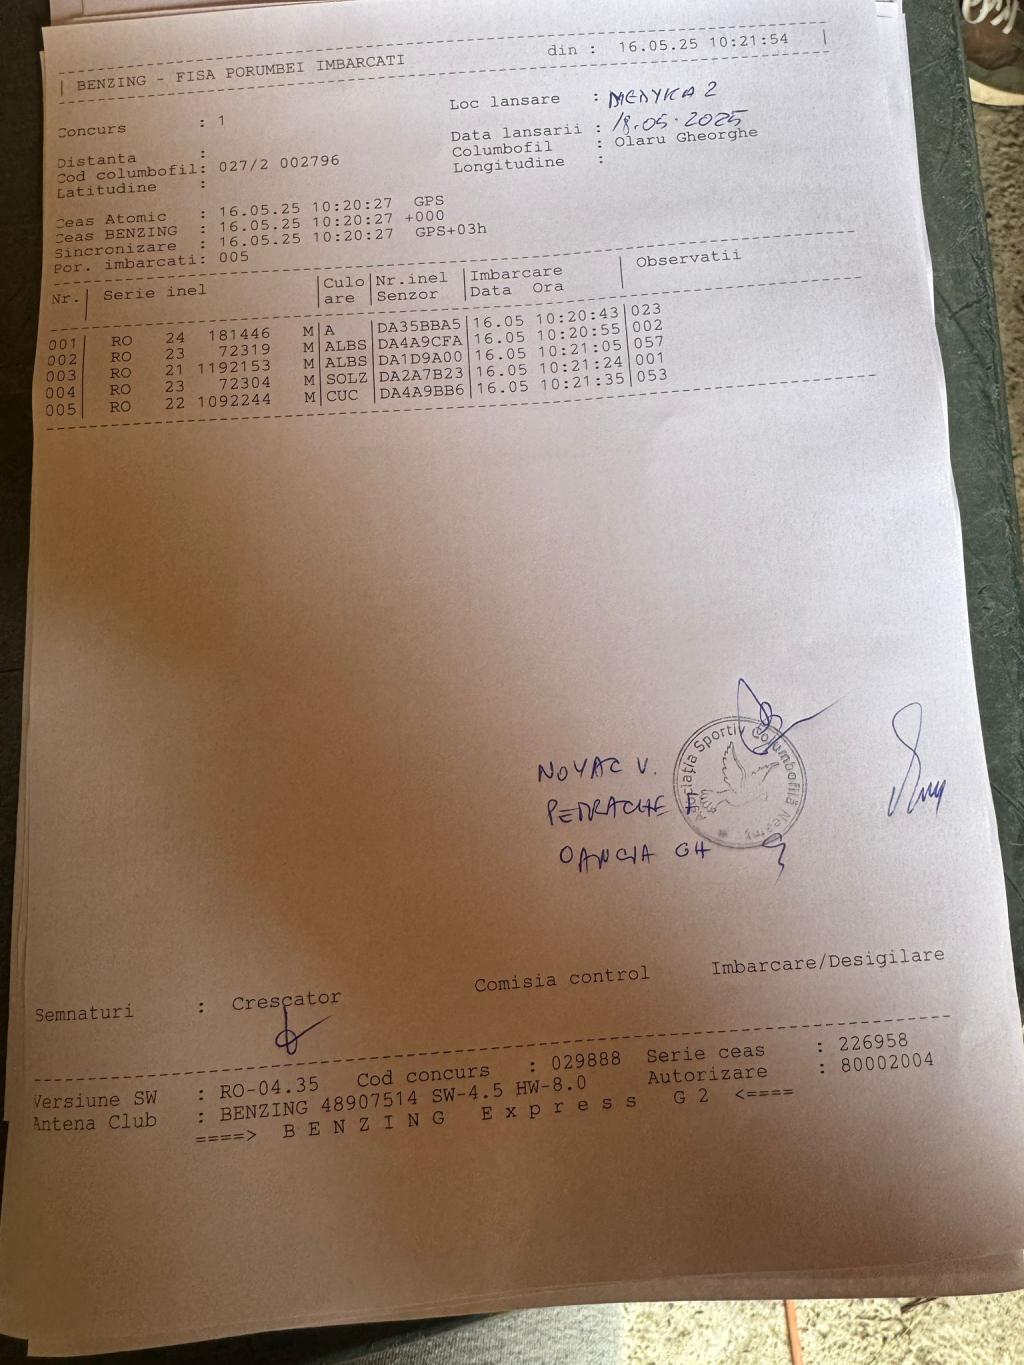 BENZING - FISA PORUMBEI IMBARCATI din : 16.05.25 10:21:54
Concurs : 1 Loc lansare : MEDYKA 2
Distanta : Data lansarii : 18.05.2025
Cod columbofil: 027/2 002796 Columbofil : Olaru Gheorghe
Latitudine : Longitudine :
Ceas Atomic : 16.05.25 10:20:27 GPS
Ceas BENZING : 16.05.25 10:20:27 +000
Sincronizare : 16.05.25 10:20:27 GPS+03h
Por. imbarcati: 005
Nr.| Serie inel |Culo|Nr.inel |Imbarcare | Observatii
|are |Senzor |Data Ora |
001| RO 24 181446 M|A |DA35BBA5|16.05 10:20:43|023
002| RO 23 72319 M|ALBS|DA4A9CFA|16.05 10:20:55|002
003| RO 21 1192153 M|ALBS|DA1D9A00|16.05 10:21:05|057
004| RO 23 72304 M|SOLZ|DA2A7B23|16.05 10:21:24|001
005| RO 22 1092244 M|CUC |DA4A9BB6|16.05 10:21:35|053
Asociația Sportiv Columbofilă Neamț
NOVAC V.
PETRACHE
OANCIA GH
Semnaturi : Crescator Comisia control Imbarcare/Desigilare
Versiune SW : RO-04.35 Cod concurs : 029888 Serie ceas : 226958
Antena Club : BENZING 48907514 SW-4.5 HW-8.0 Autorizare : 80002004
====> B E N Z I N G E x p r e s s G 2 <====